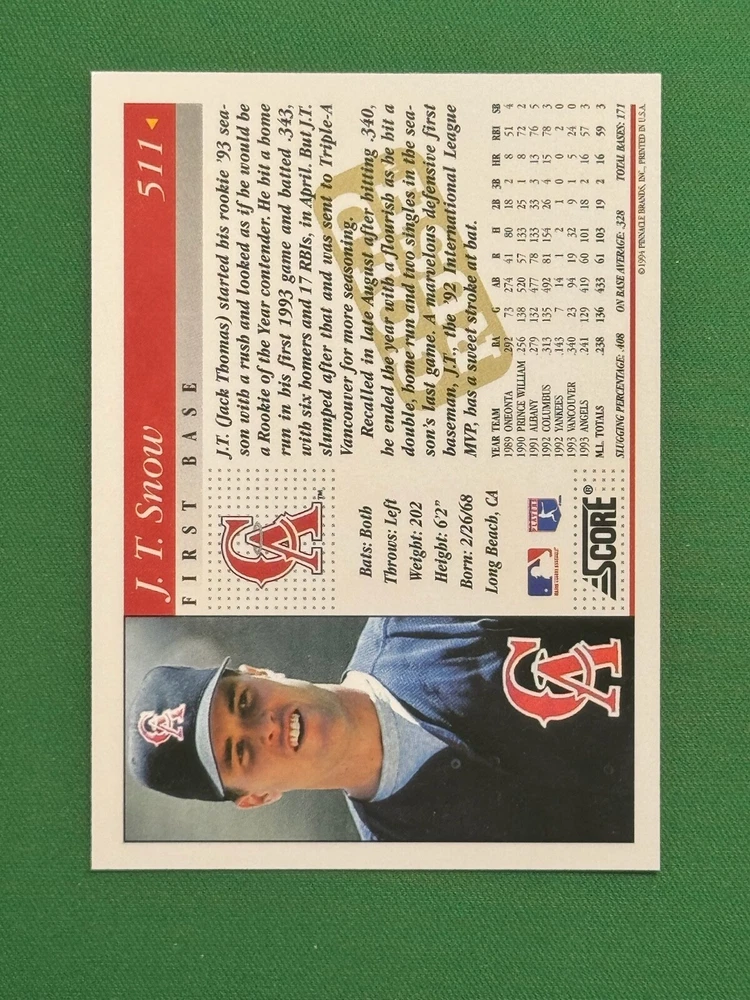 J.T. Snow 511
FIRST BASE
CA
™
Bats: Both
Throws: Left
Weight: 202
Height: 6'2"
Born: 2/26/68
Long Beach, CA
J.T. (Jack Thomas) started his rookie '93 sea-
son with a rush and looked as if he would be
a Rookie of the Year contender. He hit a home
run in his first 1993 game and batted .343,
with six homers and 17 RBIs, in April. But J.T.
slumped after that and was sent to Triple-A
Vancouver for more seasoning.
Recalled in late August after hitting .340,
he ended the year with a flourish as he hit a
double, home run and two singles in the sea-
son's last game. A marvelous defensive first
baseman, J.T., the '92 International League
MVP, has a sweet stroke at bat.
YEAR TEAM BA G AB R H 2B 3B HR RBI SB
1989 ONEONTA .292 73 274 41 80 18 2 8 51 4
1990 PRINCE WILLIAM .256 138 520 57 133 25 1 8 72 2
1991 ALBANY .279 132 477 78 133 33 3 13 76 5
1992 COLUMBUS .313 135 492 81 154 26 4 15 78 3
1992 YANKEES .143 7 14 1 2 1 0 0 2 0
1993 VANCOUVER .340 23 94 19 32 9 1 5 24 0
1993 ANGELS .241 129 419 60 101 18 2 16 57 3
M.L. TOTALS .238 136 433 61 103 19 2 16 59 3
SLUGGING PERCENTAGE: .408 ON BASE AVERAGE: .328 TOTAL BASES: 171
© 1994 PINNACLE BRANDS, INC., PRINTED IN U.S.A.
SCORE®
CA
CA